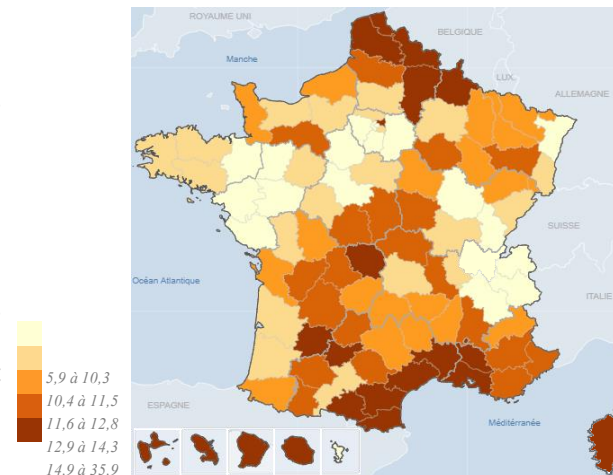 ROYAUME UNI
BELGIQUE
Manche
LUX.
ALLEMAGNE
SUISSE
Océan Atlantique
ITALIE
5,9 à 10,3
10,4 à 11,5
11,6 à 12,8
12,9 à 14,3
14,9 à 35,9
ESPAGNE
Méditérranée